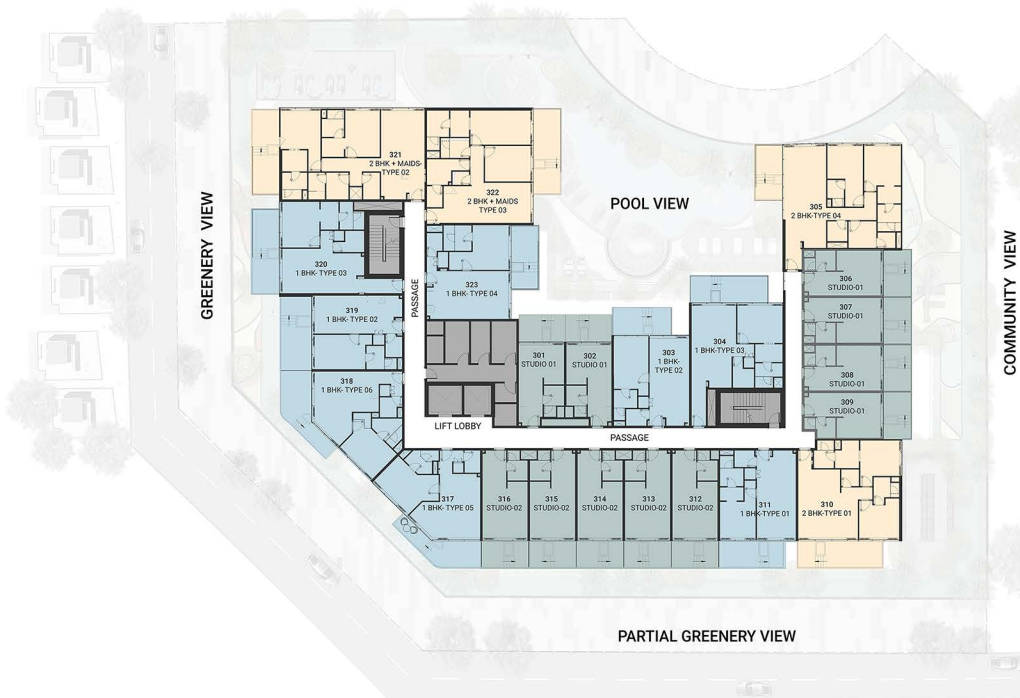 321
2 BHK + MAIDS-
TYPE 02
322
2 BHK + MAIDS
TYPE 03
POOL VIEW
305
2 BHK-TYPE 04
GREENERY VIEW
320
1 BHK- TYPE 03
PASSAGE
323
1 BHK- TYPE 04
306
STUDIO-01
COMMUNITY VIEW
319
1 BHK- TYPE 02
307
STUDIO-01
301
STUDIO 01
302
STUDIO 01
303
1 BHK-
TYPE 02
304
1 BHK-TYPE 03
318
1 BHK- TYPE 06
308
STUDIO-01
309
STUDIO-01
LIFT LOBBY
PASSAGE
317
1 BHK- TYPE 05
316
STUDIO-02
315
STUDIO-02
314
STUDIO-02
313
STUDIO-02
312
STUDIO-02
311
1 BHK-TYPE 01
310
2 BHK-TYPE 01
PARTIAL GREENERY VIEW